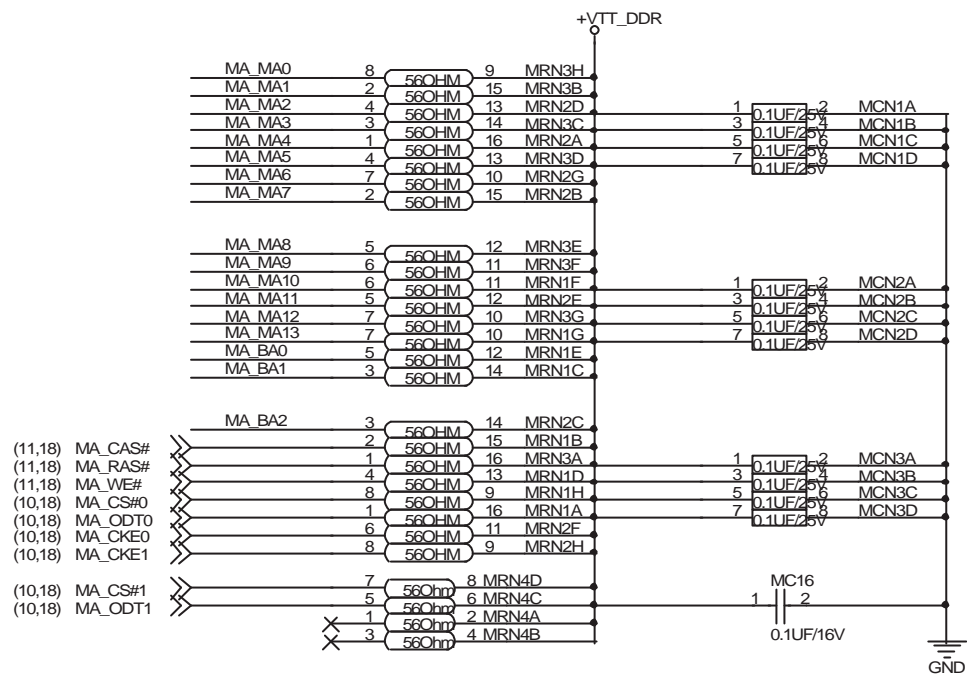 +VTT_DDR
MA_MA0 8 56OHM 9 MRN3H
MA_MA1 2 56OHM 15 MRN3B
MA_MA2 4 56OHM 13 MRN2D 1 0.1UF/25V 2 MCN1A
MA_MA3 3 56OHM 14 MRN3C 3 0.1UF/25V 4 MCN1B
MA_MA4 1 56OHM 16 MRN2A 5 0.1UF/25V 6 MCN1C
MA_MA5 4 56OHM 13 MRN3D 7 0.1UF/25V 8 MCN1D
MA_MA6 7 56OHM 10 MRN2G
MA_MA7 2 56OHM 15 MRN2B
MA_MA8 5 56OHM 12 MRN3E
MA_MA9 6 56OHM 11 MRN3F
MA_MA10 6 56OHM 11 MRN1F 1 0.1UF/25V 2 MCN2A
MA_MA11 5 56OHM 12 MRN2E 3 0.1UF/25V 4 MCN2B
MA_MA12 7 56OHM 10 MRN3G 5 0.1UF/25V 6 MCN2C
MA_MA13 7 56OHM 10 MRN1G 7 0.1UF/25V 8 MCN2D
MA_BA0 5 56OHM 12 MRN1E
MA_BA1 3 56OHM 14 MRN1C
MA_BA2 3 56OHM 14 MRN2C
(11,18) MA_CAS# 2 56OHM 15 MRN1B
(11,18) MA_RAS# 1 56OHM 16 MRN3A 1 0.1UF/25V 2 MCN3A
(11,18) MA_WE# 4 56OHM 13 MRN1D 3 0.1UF/25V 4 MCN3B
(10,18) MA_CS#0 8 56OHM 9 MRN1H 5 0.1UF/25V 6 MCN3C
(10,18) MA_ODT0 1 56OHM 16 MRN1A 7 0.1UF/25V 8 MCN3D
(10,18) MA_CKE0 6 56OHM 11 MRN2F
(10,18) MA_CKE1 8 56OHM 9 MRN2H
(10,18) MA_CS#1 7 56Ohm 8 MRN4D
(10,18) MA_ODT1 5 56Ohm 6 MRN4C 1 MC16 2
1 56Ohm 2 MRN4A 0.1UF/16V
3 56Ohm 4 MRN4B
GND